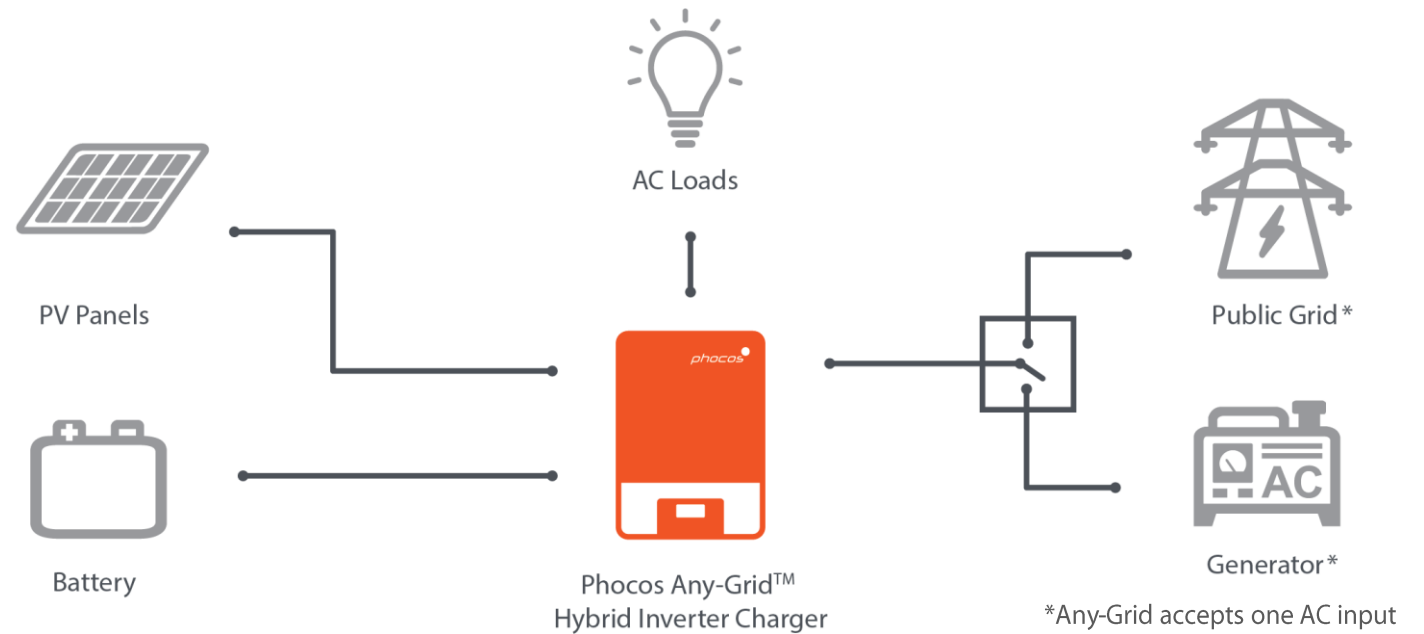 AC Loads
PV Panels
Public Grid*
phocos
AC
Battery
Generator*
Phocos Any-Grid™
Hybrid Inverter Charger
*Any-Grid accepts one AC input